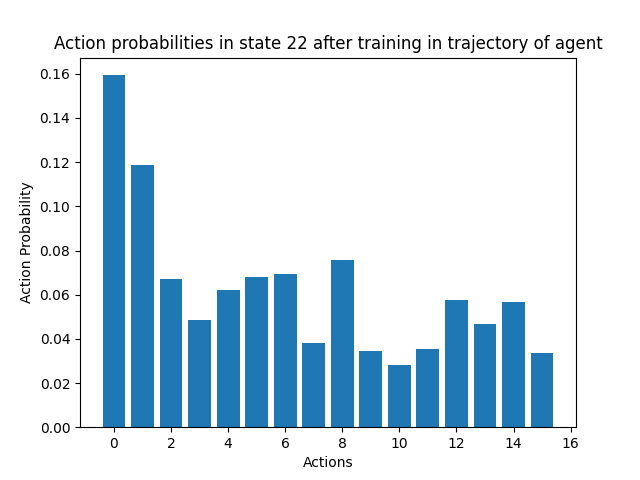 Action probabilities in state 22 after training in trajectory of agent
0.16
0.14
0.12
0.10
0.08
0.06
0.04
0.02
0.00
Action Probability
0 2 4 6 8 10 12 14 16
Actions